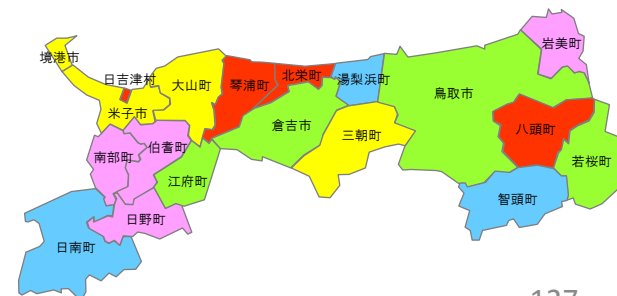 岩美町
境港市
日吉津村
大山町
琴浦町
北栄町
湯梨浜町
鳥取市
米子市
倉吉市
三朝町
八頭町
伯耆町
南部町
若桜町
江府町
智頭町
日野町
日南町